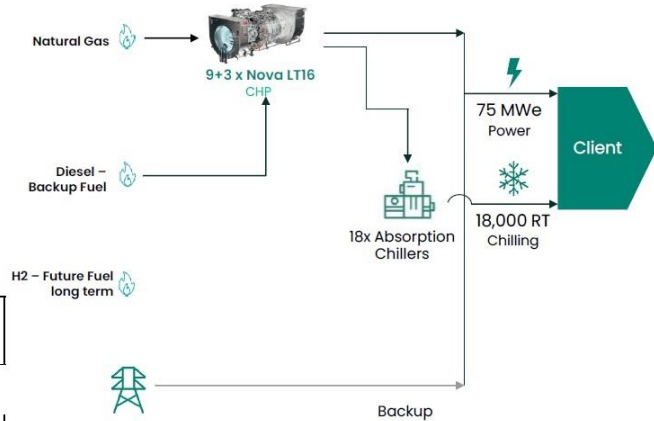 Natural Gas
9+3 x Nova LT16
CHP
75 MWe
Power
Client
Diesel –
Backup Fuel
18x Absorption
Chillers
18,000 RT
Chilling
H2 – Future Fuel
long term
Backup